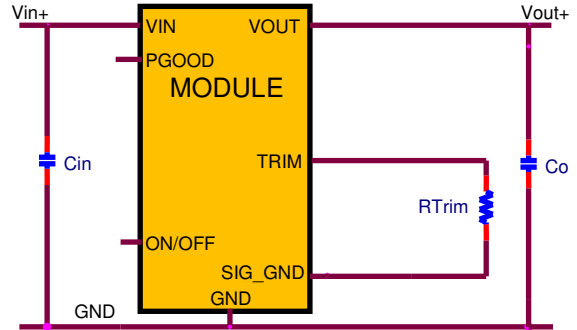 Vin+
Vout+
VIN
VOUT
PGOOD
MODULE
Cin
TRIM
Co
RTrim
ON/OFF
SIG_GND
GND
GND